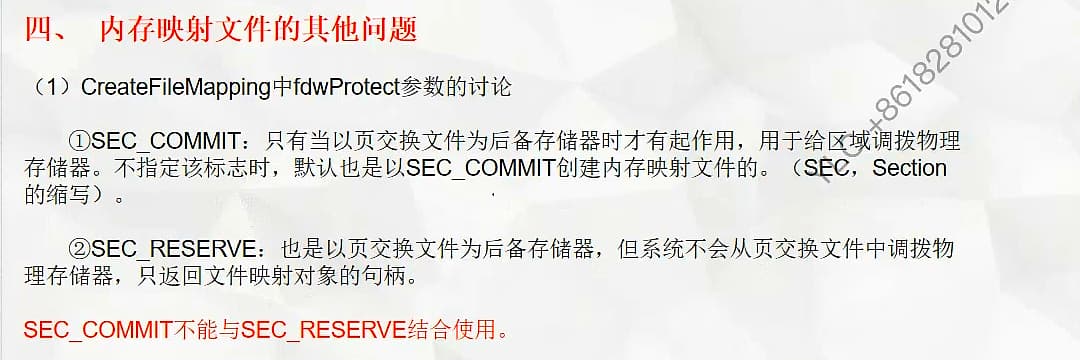 四、 内存映射文件的其他问题
（1）CreateFileMapping中fdwProtect参数的讨论
①SEC_COMMIT：只有当以页交换文件为后备存储器时才有起作用，用于给区域调拨物理
存储器。不指定该标志时，默认也是以SEC_COMMIT创建内存映射文件的。（SEC，Section
的缩写）。
②SEC_RESERVE：也是以页交换文件为后备存储器，但系统不会从页交换文件中调拨物
理存储器，只返回文件映射对象的句柄。
SEC_COMMIT不能与SEC_RESERVE结合使用。
+8618281012